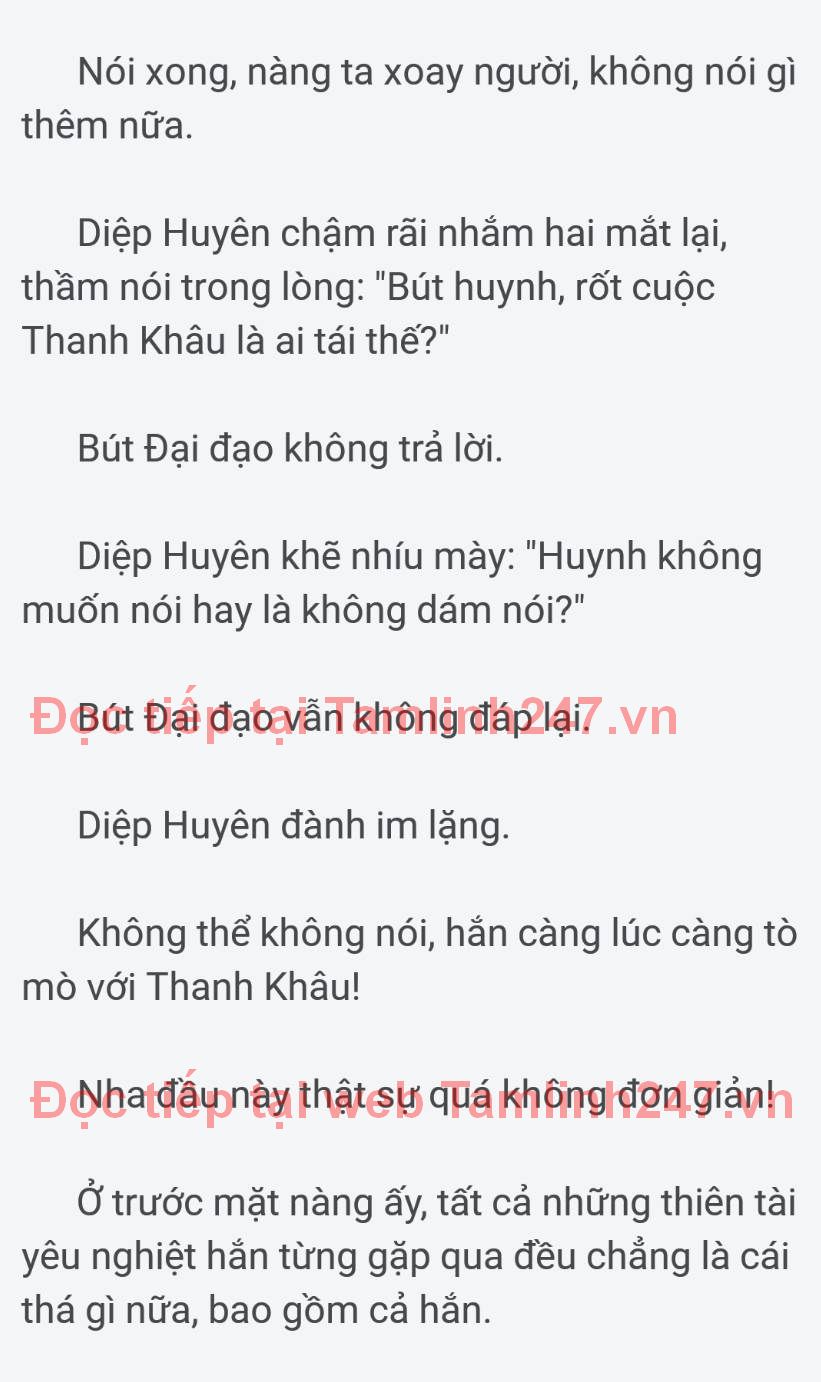 Nói xong, nàng ta xoay người, không nói gì
thêm nữa.
Diệp Huyên chậm rãi nhắm hai mắt lại,
thầm nói trong lòng: "Bút huynh, rốt cuộc
Thanh Khâu là ai tái thế?"
Bút Đại đạo không trả lời.
Diệp Huyên khẽ nhíu mày: "Huynh không
muốn nói hay là không dám nói?"
Đọc tiếp tại Tamlinh247.vn
Bút Đại đạo vẫn không đáp lại.
Diệp Huyên đành im lặng.
Không thể không nói, hắn càng lúc càng tò
mò với Thanh Khâu!
Đọc tiếp tại web Tamlinh247.vn
Nha đầu này thật sự quá không đơn giản!
Ở trước mặt nàng ấy, tất cả những thiên tài
yêu nghiệt hắn từng gặp qua đều chẳng là cái
thá gì nữa, bao gồm cả hắn.